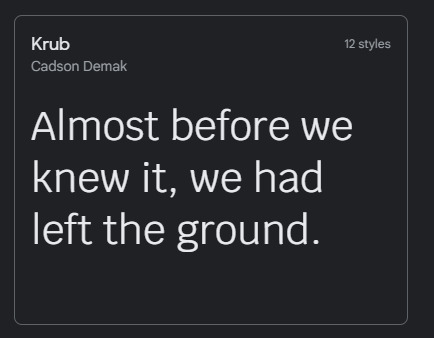 Krub
12 styles
Cadson Demak
Almost before we
knew it, we had
left the ground.